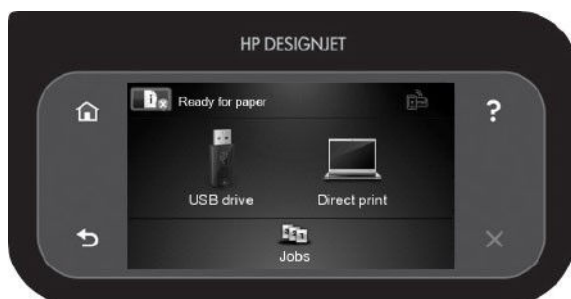 HP DESIGNJET
Ready for paper
?
USB drive
Direct print
Jobs